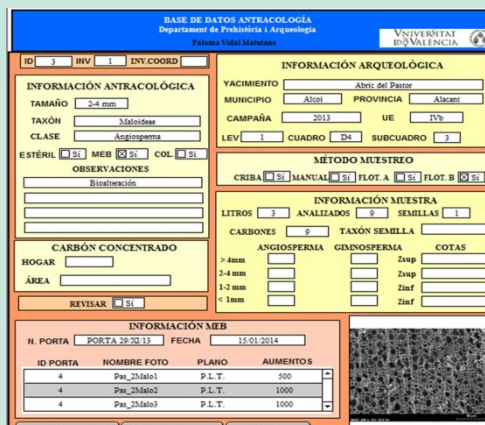 BASE DE DATOS ANTRACOLOGÍA
Departament de Prehistòria i Arqueologia
Paloma Vidal Matutano
VNIVERSITAT
ID QVALENCIA
ID 3 INV 1 INV.COORD
INFORMACIÓN ANTRACOLÓGICA
TAMAÑO 2-4 mm
TAXÓN Maloideae
CLASE Angiosperma
ESTÉRIL Sí MEB Sí COL. Sí
OBSERVACIONES
Bioalteración
CARBÓN CONCENTRADO
HOGAR
ÁREA
REVISAR Sí
INFORMACIÓN ARQUEOLÓGICA
YACIMIENTO Abric del Pastor
MUNICIPIO Alcoi PROVINCIA Alacant
CAMPAÑA 2013 UE IVb
LEV 1 CUADRO D4 SUBCUADRO 3
MÉTODO MUESTREO
CRIBA Sí MANUAL Sí FLOT. A Sí FLOT. B Sí
INFORMACIÓN MUESTRA
LITROS 3 ANALIZADOS 9 SEMILLAS 1
CARBONES 9 TAXÓN SEMILLA
ANGIOSPERMA GIMNOSPERMA COTAS
> 4mm Zsup
2-4 mm Zsup
1-2 mm Zinf
< 1mm Zinf
INFORMACIÓN MEB
N. PORTA PORTA 29/XI/13 FECHA 15/01/2014
ID PORTA NOMBRE FOTO PLANO AUMENTOS
4 Pas_2Malo1 P.L.T. 500
4 Pas_2Malo2 P.L.T. 1000
4 Pas_2Malo3 P.L.T. 1000